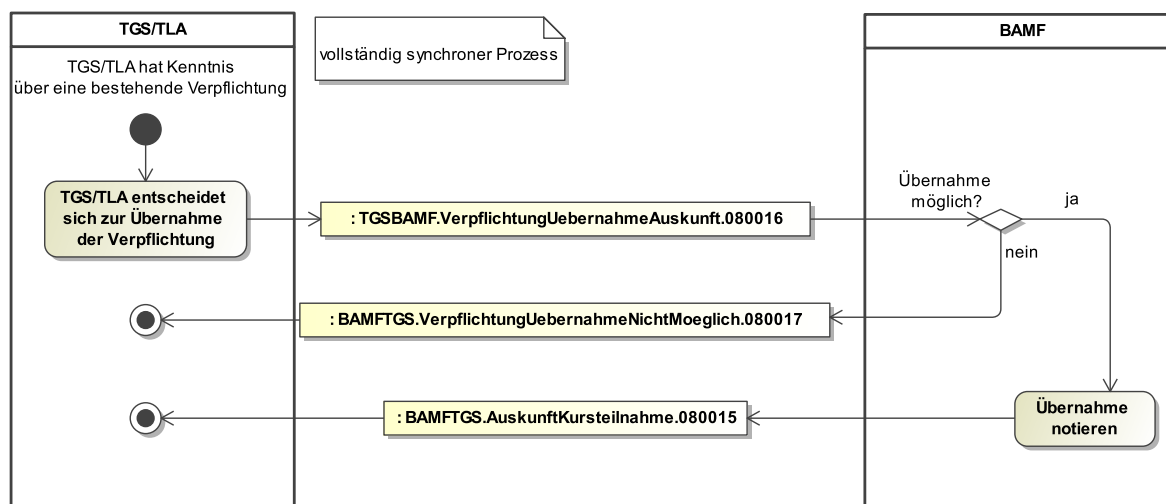 TGS/TLA
vollständig synchroner Prozess
BAMF
TGS/TLA hat Kenntnis
über eine bestehende Verpflichtung
TGS/TLA entscheidet
sich zur Übernahme
der Verpflichtung
: TGSBAMF.VerpflichtungUebernahmeAuskunft.080016
Übernahme
möglich?
ja
nein
: BAMFTGS.VerpflichtungUebernahmeNichtMoeglich.080017
: BAMFTGS.AuskunftKursteilnahme.080015
Übernahme
notieren